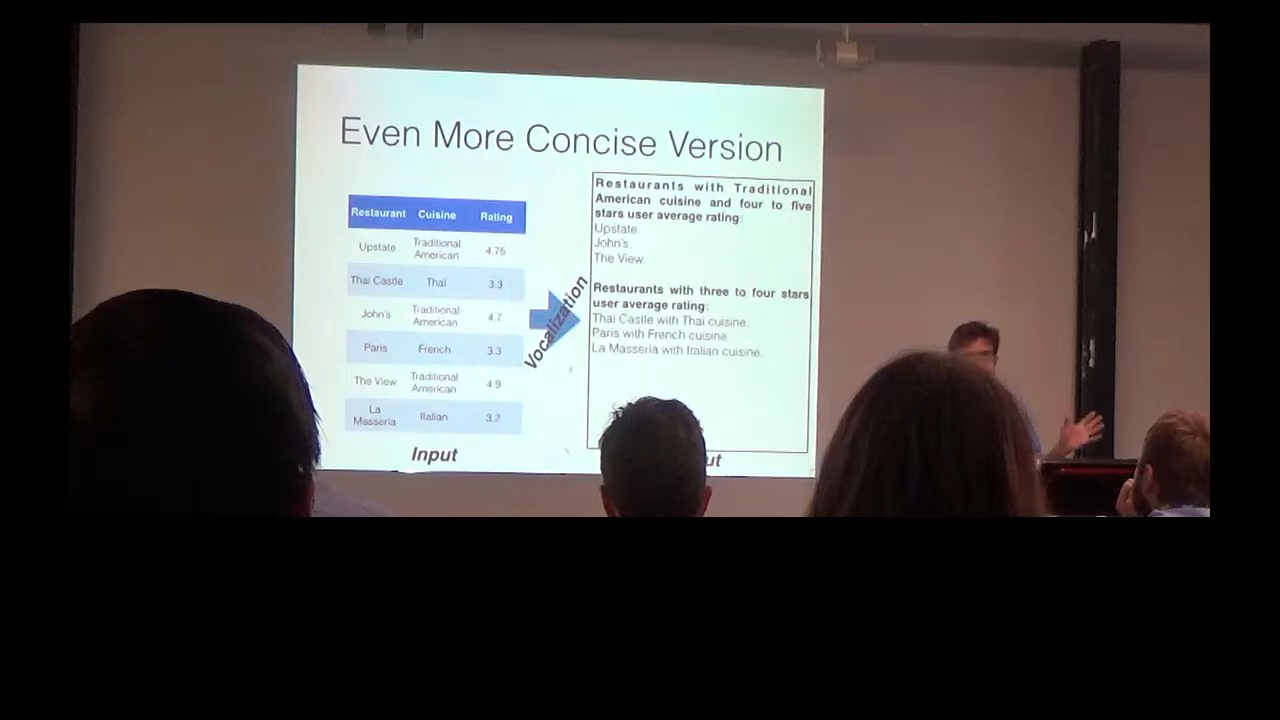 Even More Concise Version
Restaurant Cuisine Rating
Upstate Traditional American 4.75
Thai Castle Thai 3.3
John's Traditional American 4.7
Paris French 3.3
The View Traditional American 4.9
La Masseria Italian 3.2
Input
Vocalization
Restaurants with Traditional
American cuisine and four to five
stars user average rating:
Upstate.
John's.
The View.
Restaurants with three to four stars
user average rating:
Thai Castle with Thai cuisine.
Paris with French cuisine.
La Masseria with Italian cuisine.